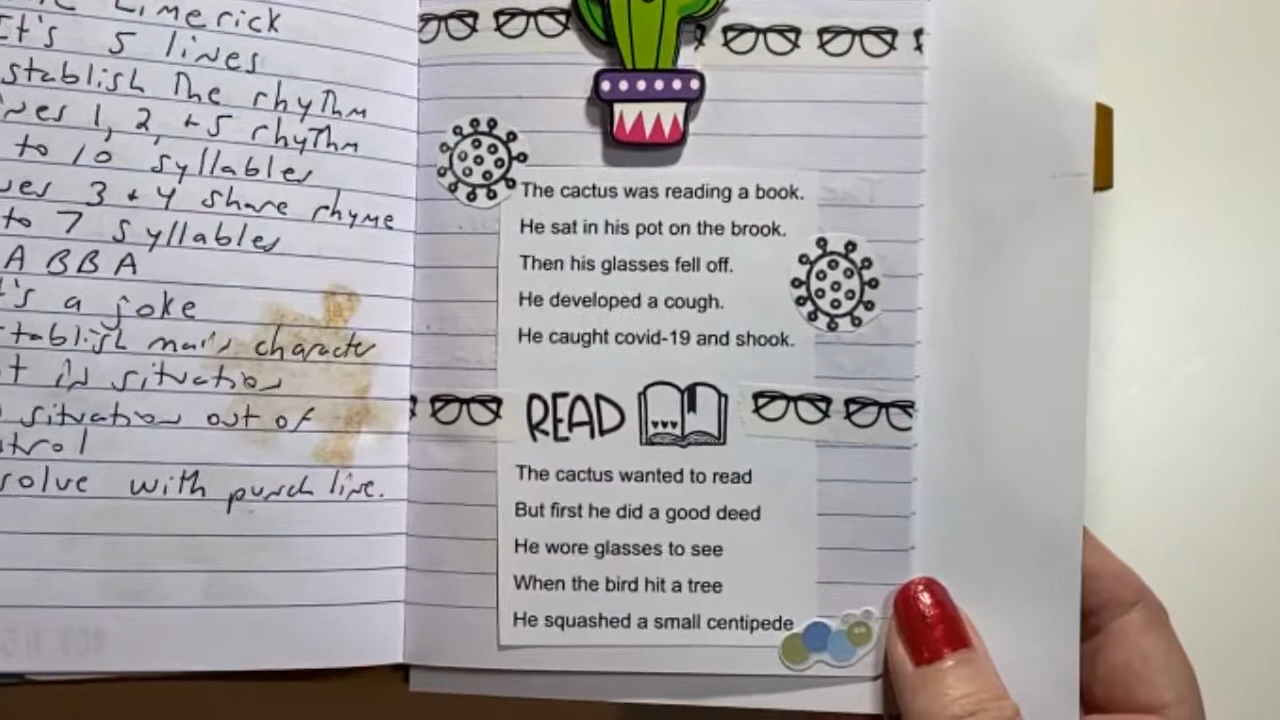 Limerick
It's 5 lines
stablish The rhythm
nes 1, 2, + 5 rhythm
to 10 syllables
ves 3 + 4 share rhyme
to 7 syllables
A B B A
t's a joke
tablish main character
t in situation
situation out of
trol
solve with punch line.
The cactus was reading a book.
He sat in his pot on the brook.
Then his glasses fell off.
He developed a cough.
He caught covid-19 and shook.
READ
The cactus wanted to read
But first he did a good deed
He wore glasses to see
When the bird hit a tree
He squashed a small centipede